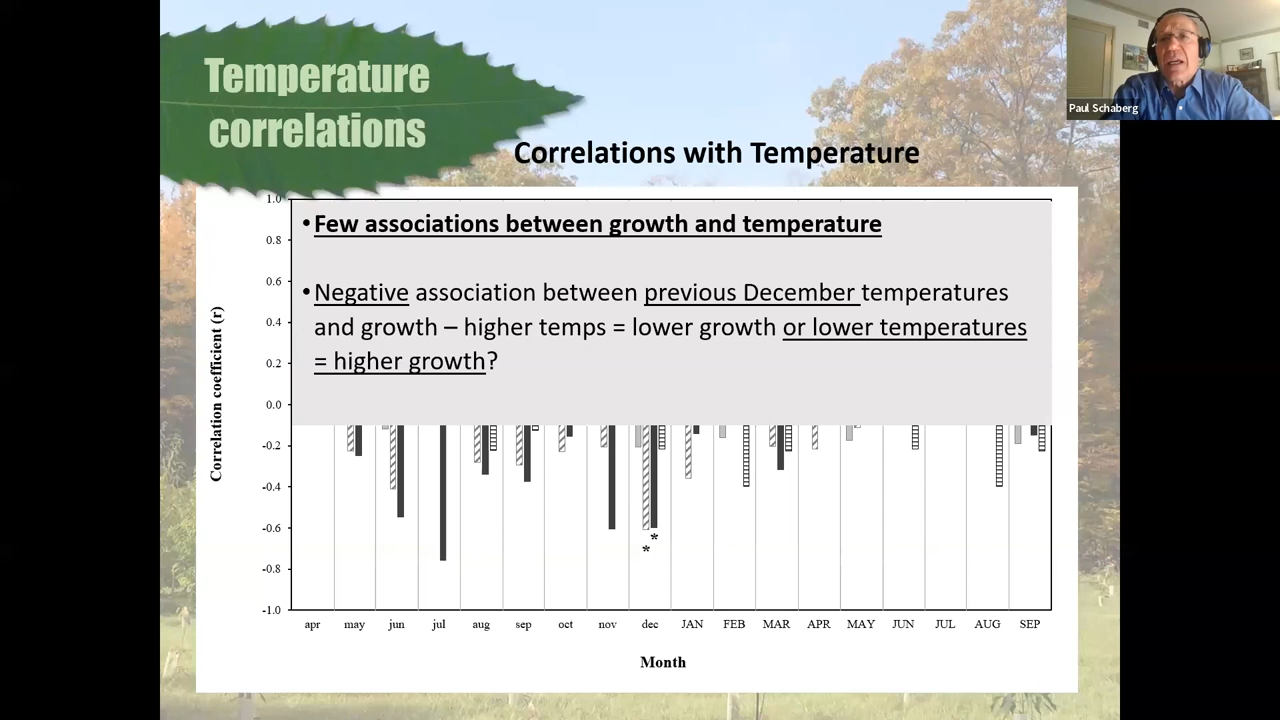 Temperature
correlations
Paul Schaberg
Correlations with Temperature
•Few associations between growth and temperature
•Negative association between previous December temperatures
and growth – higher temps = lower growth or lower temperatures
= higher growth?
Correlation coefficient (r)
1.0
0.8
0.6
0.4
0.2
0.0
-0.2
-0.4
-0.6
-0.8
-1.0
*
*
apr may jun jul aug sep oct nov dec JAN FEB MAR APR MAY JUN JUL AUG SEP
Month